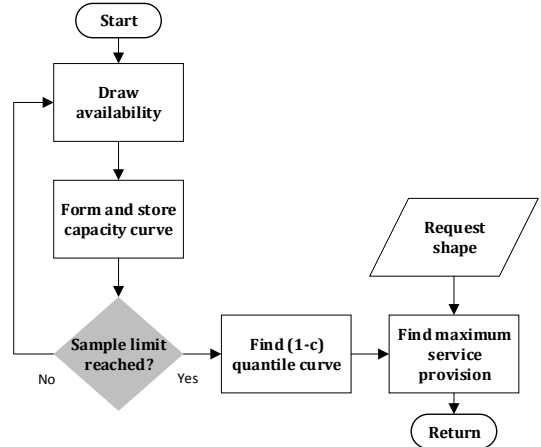 Start
Draw
availability
Form and store
capacity curve
Request
shape
Sample limit
reached?
No
Yes
Find (1-c)
quantile curve
Find maximum
service
provision
Return